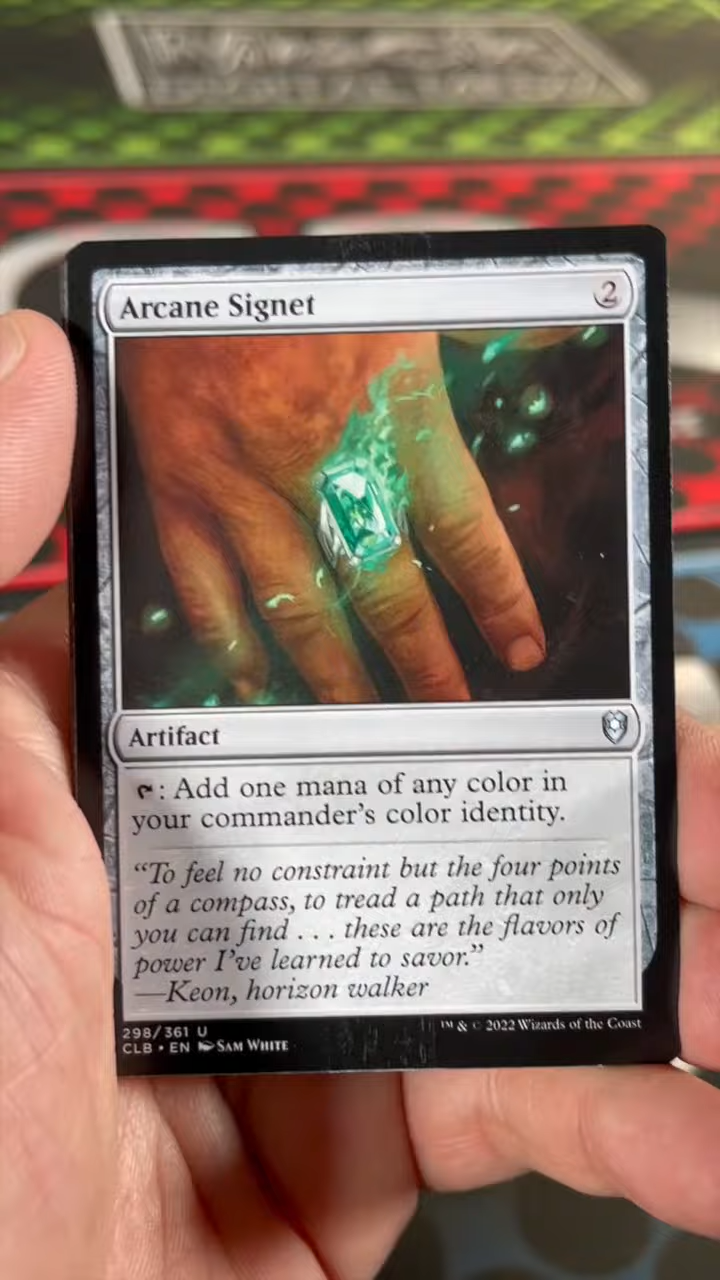 Arcane Signet 2
Artifact
: Add one mana of any color in
your commander's color identity.
“To feel no constraint but the four points
of a compass, to tread a path that only
you can find . . . these are the flavors of
power I've learned to savor.”
—Keon, horizon walker
298/361 U
CLB • EN SAM WHITE
™ & © 2022 Wizards of the Coast